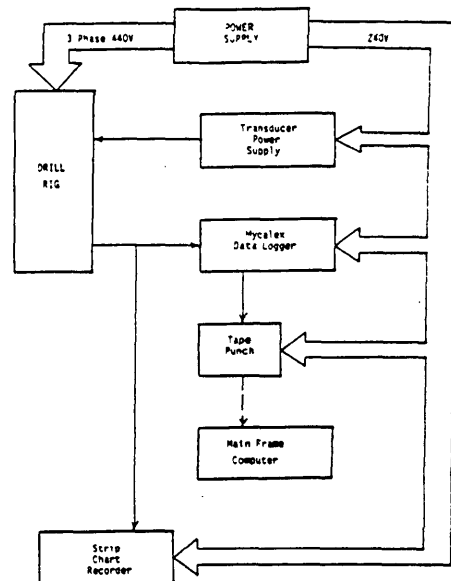 POWER
SUPPLY
3 Phase 440V
240V
Transducer
Power
Supply
DRILL
RIG
Mycalex
Data Logger
Tape
Punch
Main Frame
Computer
Strip
Chart
Recorder